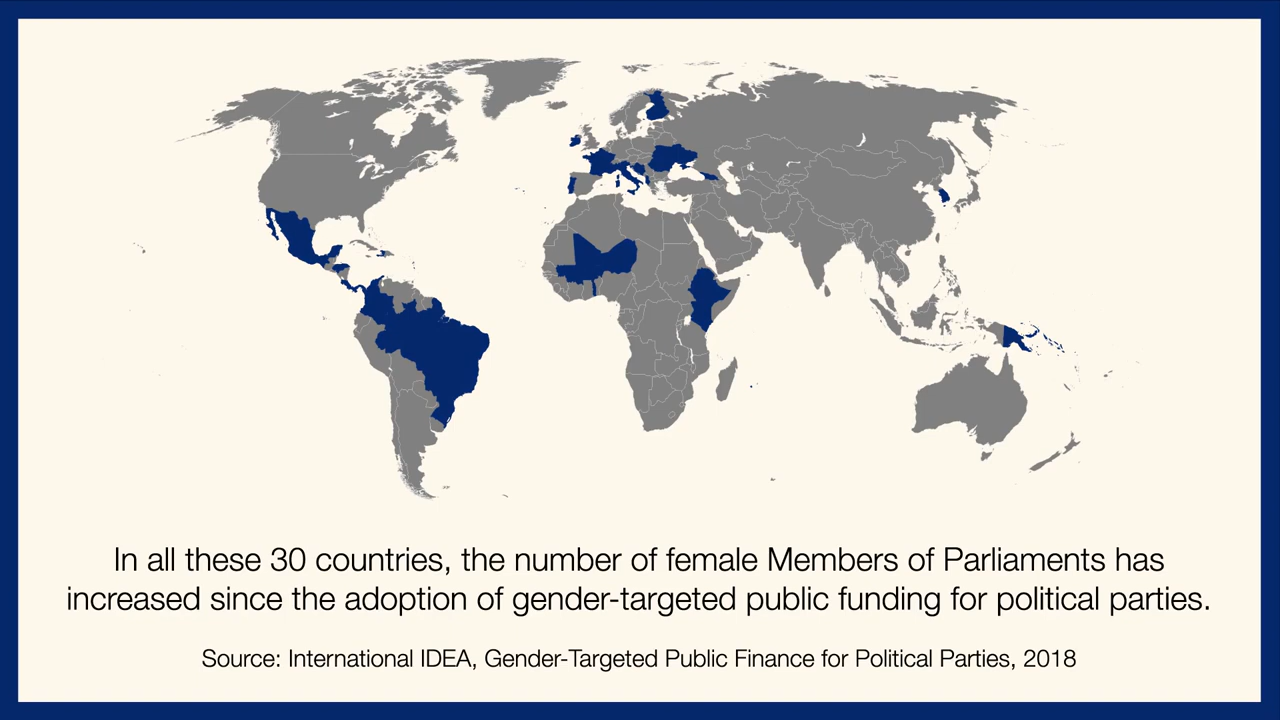 In all these 30 countries, the number of female Members of Parliaments has
increased since the adoption of gender-targeted public funding for political parties.
Source: International IDEA, Gender-Targeted Public Finance for Political Parties, 2018